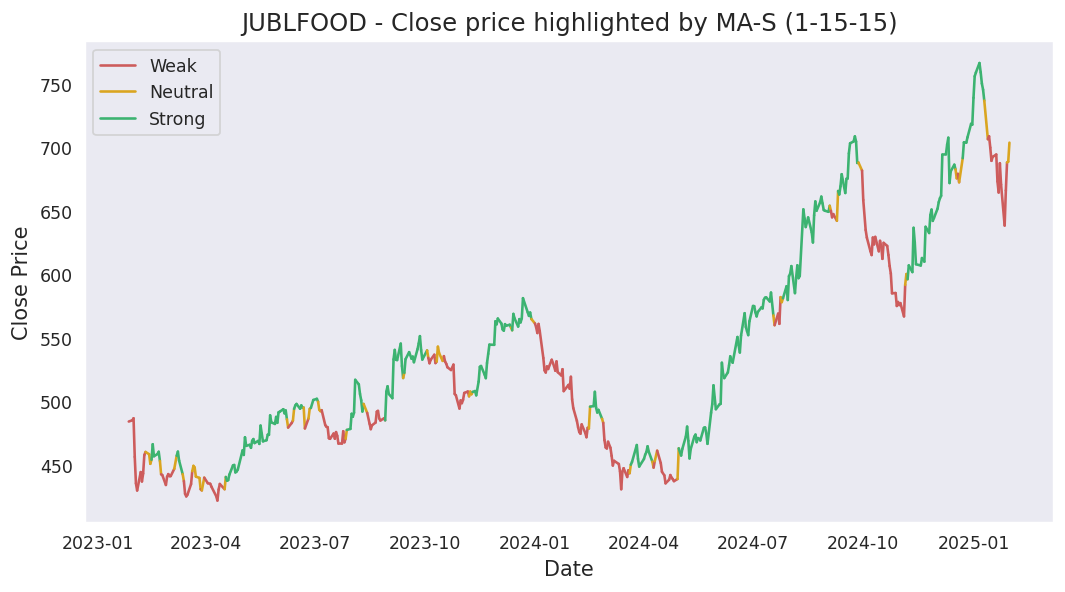 JUBLFOOD - Close price highlighted by MA-S (1-15-15)
Weak
Neutral
Strong
Close Price
750
700
650
600
550
500
450
2023-01 2023-04 2023-07 2023-10 2024-01 2024-04 2024-07 2024-10 2025-01
Date